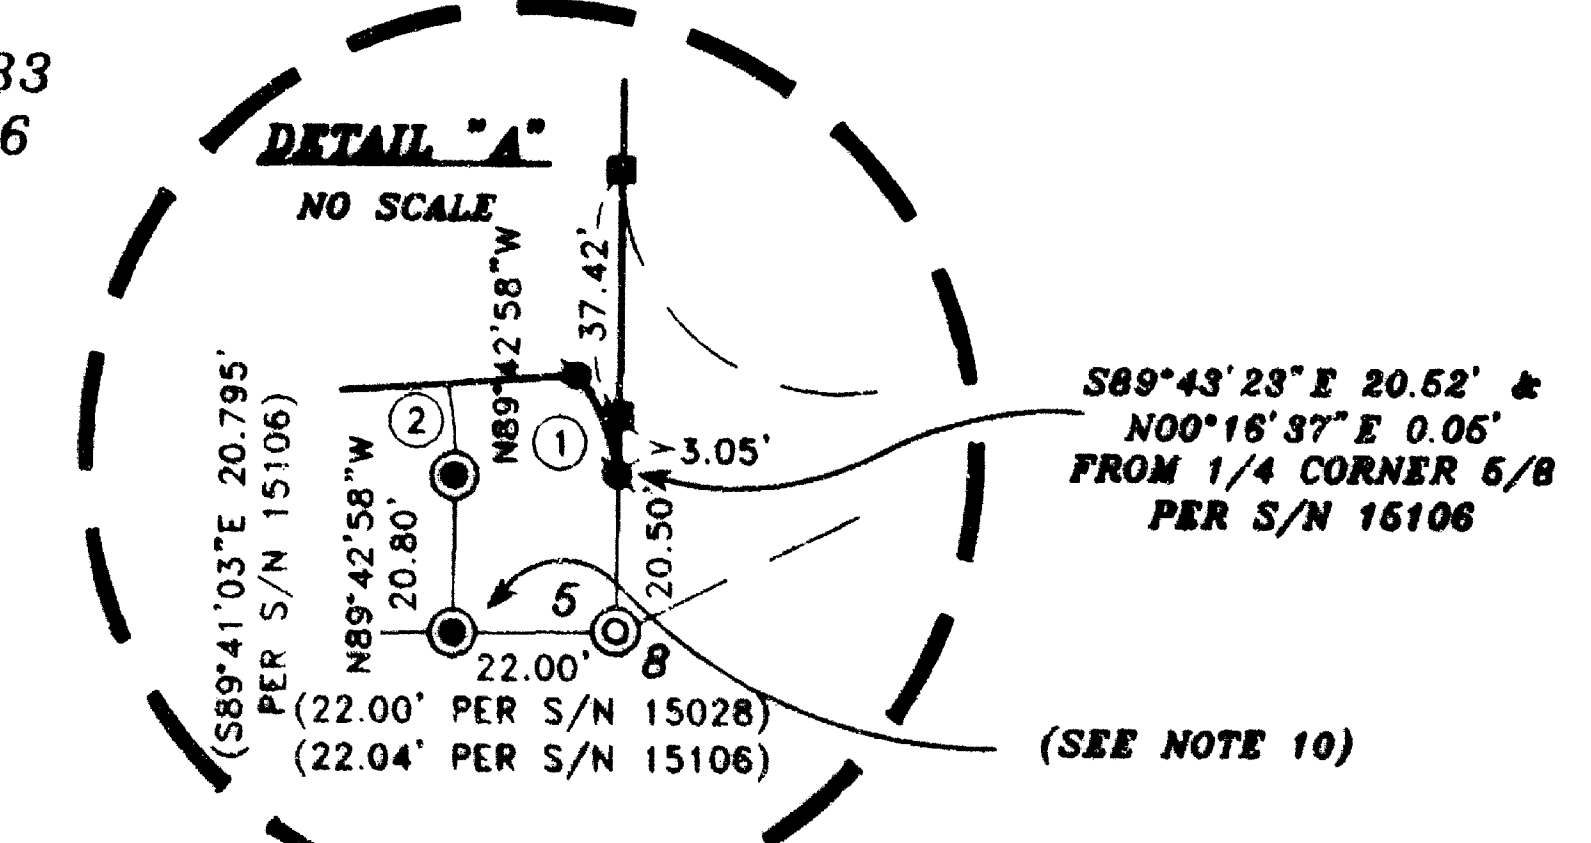 6
DETAIL "A"
NO SCALE
N89°42'58"W
37.42'
(S89°41'03"E 20.795'
PER S/N 15106)
2
1
N89°42'58"W
20.80'
3.05'
20.50'
S89°43'23"E 20.52' &
N00°16'37"E 0.05'
FROM 1/4 CORNER 5/8
PER S/N 15106
5
8
22.00'
(22.00' PER S/N 15028)
(22.04' PER S/N 15106)
(SEE NOTE 10)